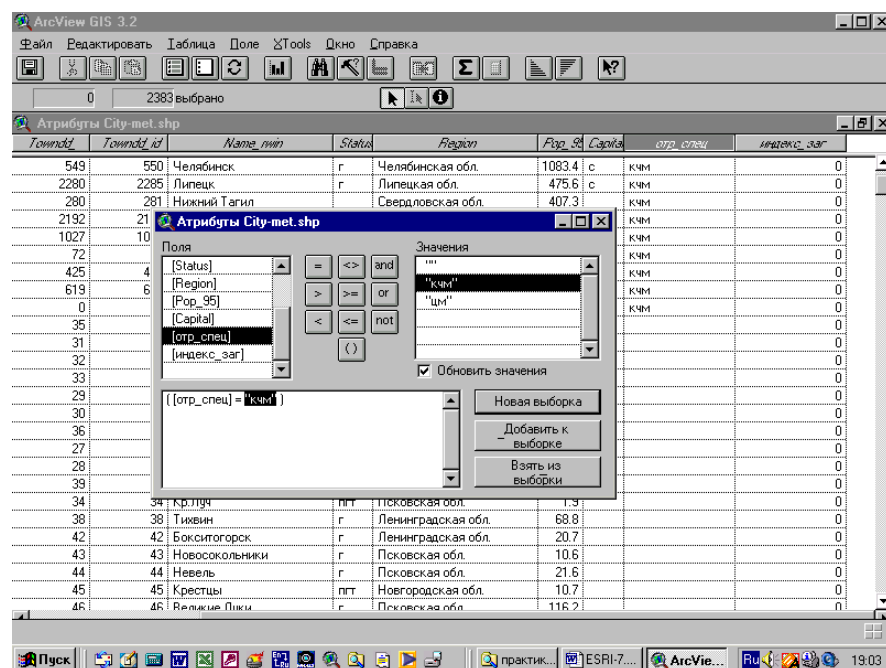 ArcView GIS 3.2
Файл Редактировать Таблица Поле XTools Окно Справка
0 2383 выбрано
Атрибуты City-met.shp
Towndd_ Towndd_id Name_rwin Status Region Pop_95 Capital отр_спец индекс_заг
549 550 Челябинск г Челябинская обл. 1083.4 с кчм 0
2280 2285 Липецк г Липецкая обл. 475.6 с кчм 0
280 281 Нижний Тагил Свердловская обл. 407.3 кчм 0
2192 21 кчм 0
1027 10 кчм 0
72 кчм 0
425 4 кчм 0
619 6 кчм 0
0 кчм 0
35 0
31 0
32 0
33 0
29 0
30 0
36 0
27 0
28 0
39 0
34 34 Кр.Луч пгт Псковская обл. 1.9 0
38 38 Тихвин г Ленинградская обл. 68.8 0
42 42 Бокситогорск г Ленинградская обл. 20.7 0
43 43 Новосокольники г Псковская обл. 10.6 0
44 44 Невель г Псковская обл. 21.6 0
45 45 Крестцы пгт Новгородская обл. 10.7 0
46 46 Великие Луки г Псковская обл. 116.2 0
Атрибуты City-met.shp
Поля
[Status]
[Region]
[Pop_95]
[Capital]
[отр_спец]
[индекс_заг]
= <> and
> >= or
< <= not
( )
Значения
""
"кчм"
"цм"
Обновить значения
( [отр_спец] = "кчм" )
Новая выборка
_Добавить к
выборке
Взять из
выборки
Пуск практик... ESRI-7.... ArcVie... Ru 19:03